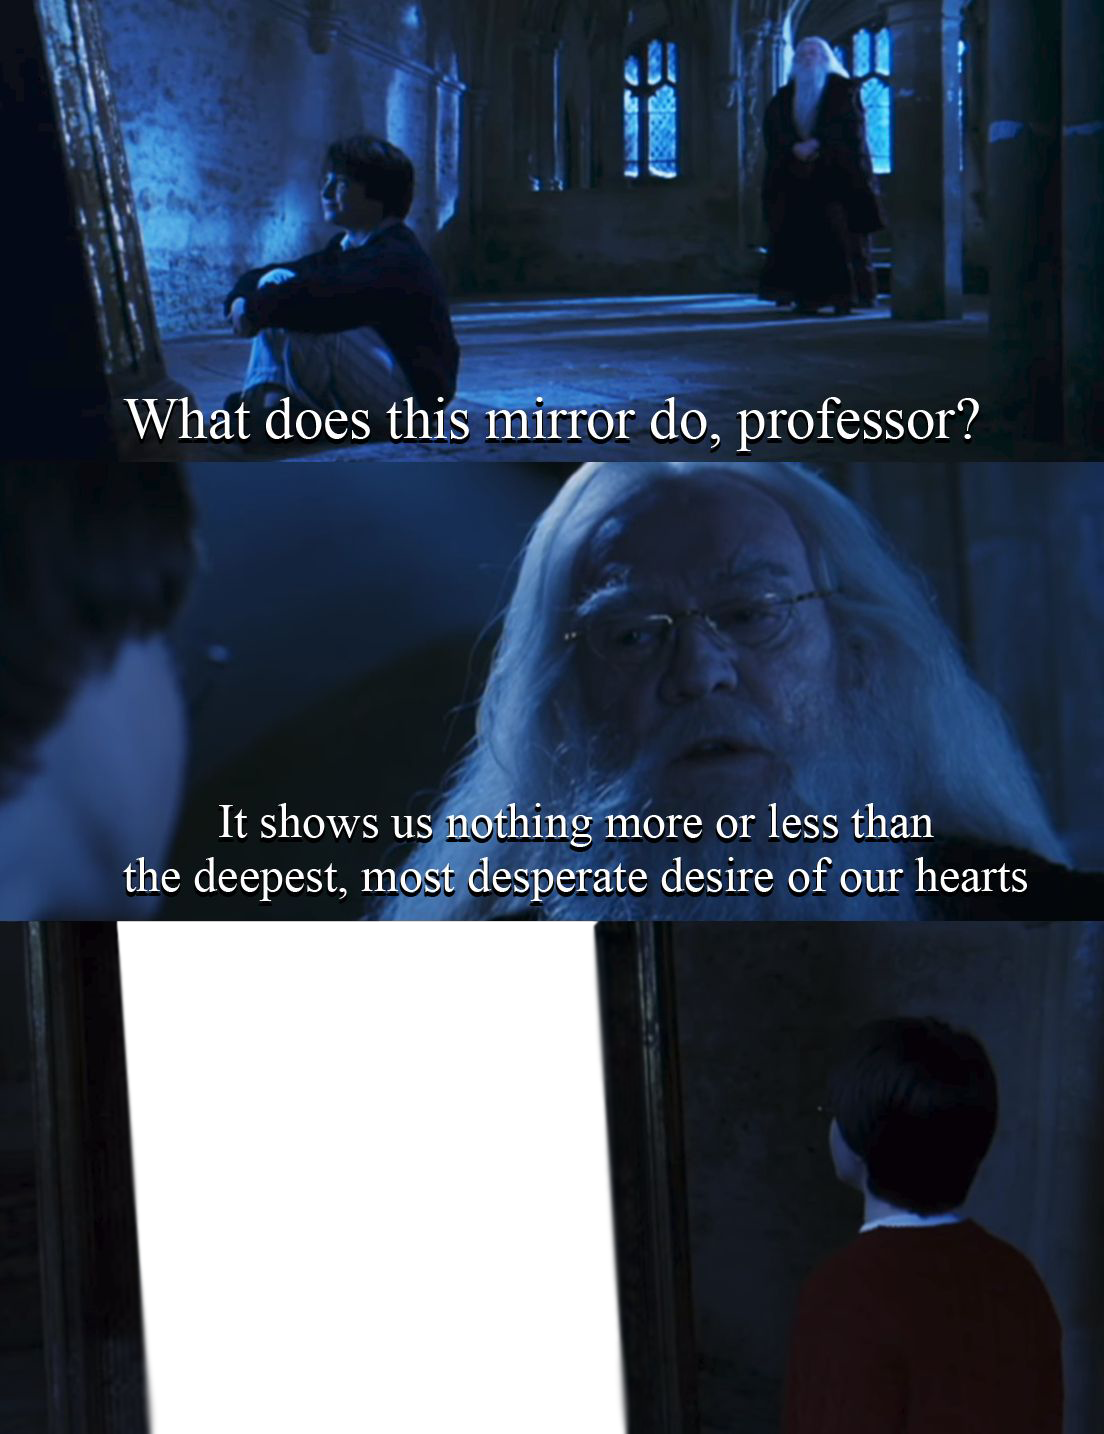 What does this mirror do, professor?
It shows us nothing more or less than
the deepest, most desperate desire of our hearts